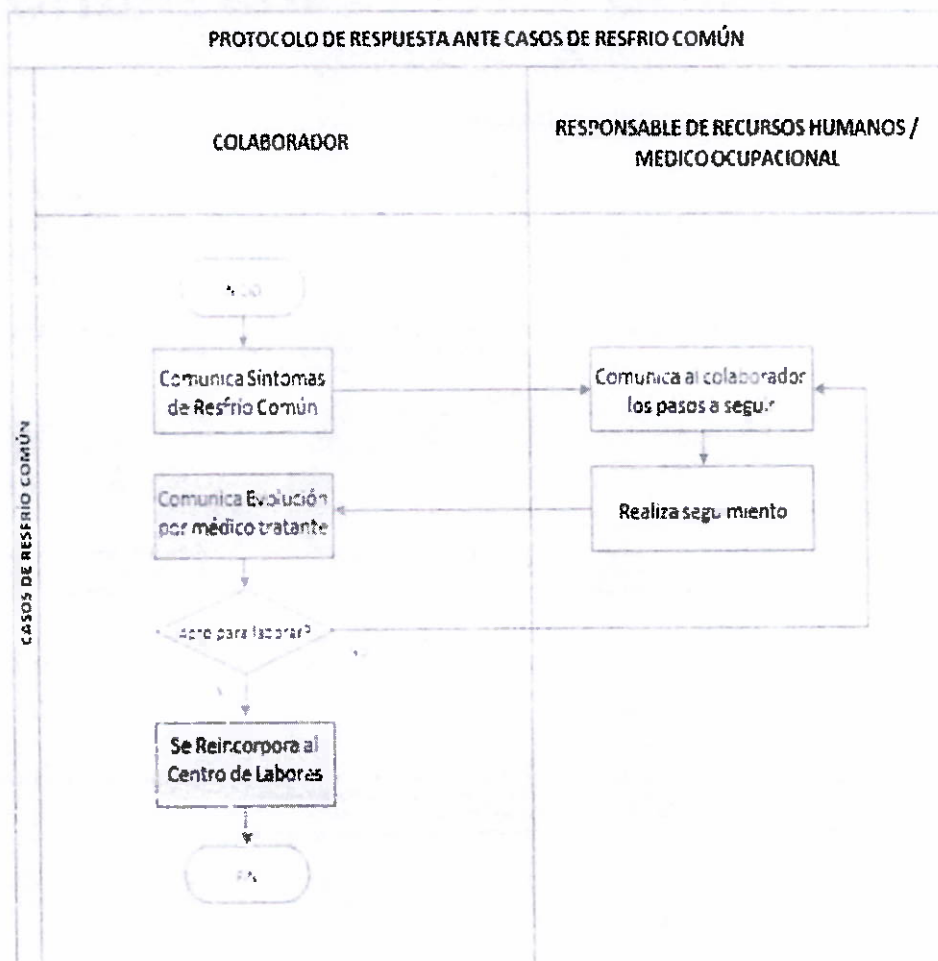 PROTOCOLO DE RESPUESTA ANTE CASOS DE RESFRIO COMÚN
COLABORADOR
RESPONSABLE DE RECURSOS HUMANOS /
MEDICO OCUPACIONAL
CASOS DE RESFRIO COMÚN
Comunica Síntomas
de Resfrio Común
Comunica al colaborador
los pasos a seguir
Comunica Evolución
por médico tratante
Realiza seguimiento
para laborar?
Se Reincorpora al
Centro de Labores